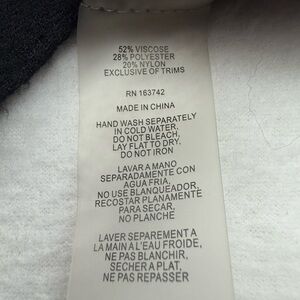 52% VISCOSE
28% POLYESTER
20% NYLON
EXCLUSIVE OF TRIMS
RN 163742
MADE IN CHINA
HAND WASH SEPARATELY
IN COLD WATER,
DO NOT BLEACH,
LAY FLAT TO DRY,
DO NOT IRON
LAVAR A MANO
SEPARADAMENTE CON
AGUA FRIA,
NO USE BLANQUEADOR,
RECOSTAR PLANAMENTE
PARA SECAR,
NO PLANCHE
LAVER SEPAREMENT A
LA MAIN A L'EAU FROIDE,
NE PAS BLANCHIR,
SECHER A PLAT,
NE PAS REPASSER